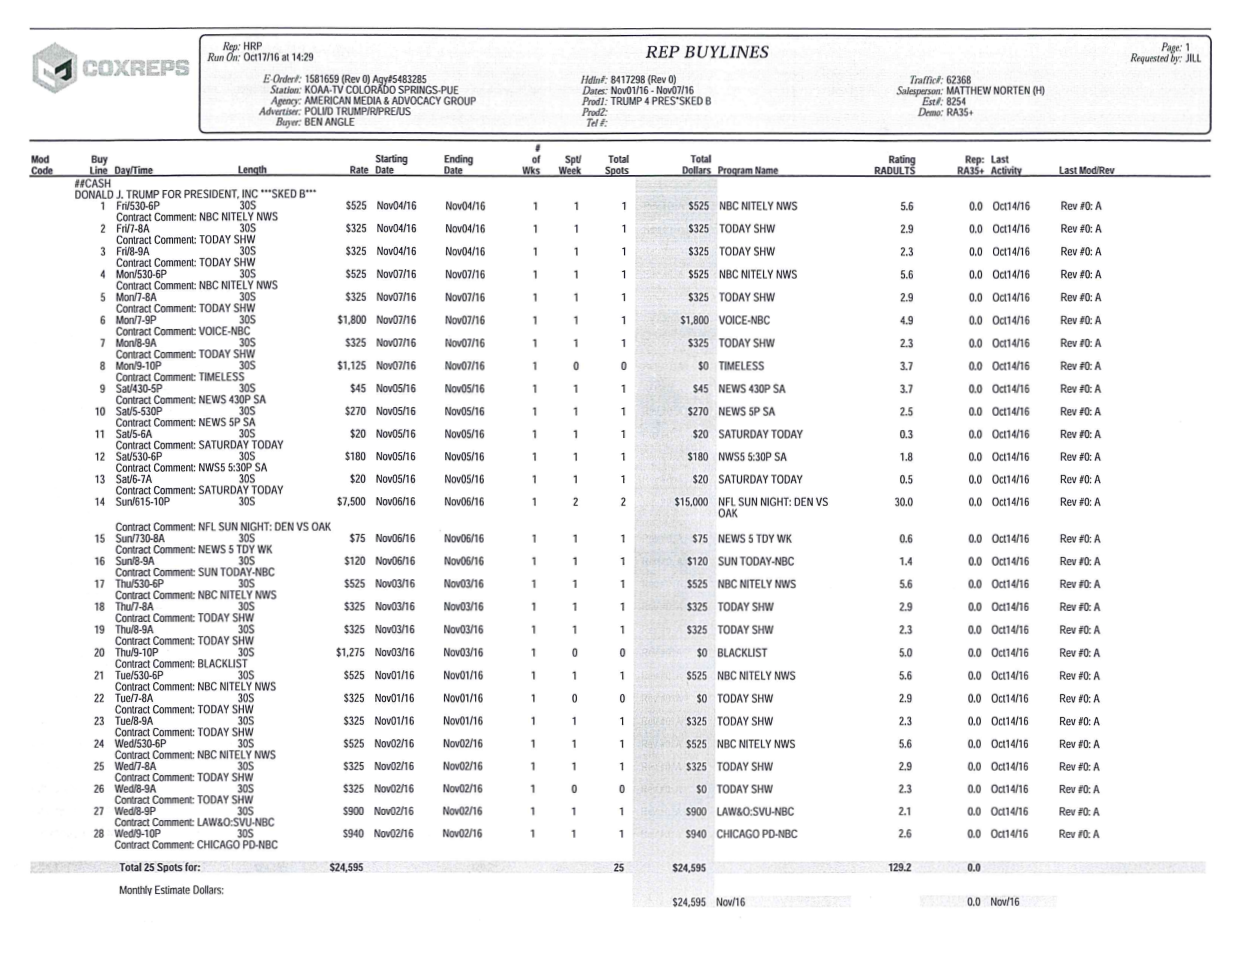 COXREPS
Rep: HRP
Run On: Oct17/16 at 14:29
REP BUYLINES
Page: 1
Requested by: JILL
E-Order#: 1581659 (Rev 0) Agy#5483285
Station: KOAA-TV COLORADO SPRINGS-PUE
Agency: AMERICAN MEDIA & ADVOCACY GROUP
Advertiser: POLI/D TRUMP/R/PRE/US
Buyer: BEN ANGLE
Hdln#: 8417298 (Rev 0)
Dates: Nov01/16 - Nov07/16
Prod1: TRUMP 4 PRES*SKED B
Prod2:
Tel #:
Traffic#: 62368
Salesperson: MATTHEW NORTEN (H)
Est#: 8254
Demo: RA35+
Mod Code Buy Line Day/Time Length Rate Starting Date Ending Date # of Wks Spt/ Week Total Spots Total Dollars Program Name Rating RADULTS Rep: RA35+ Last Activity Last Mod/Rev
##CASH
DONALD J. TRUMP FOR PRESIDENT, INC ***SKED B***
1 Fri/530-6P 30S $525 Nov04/16 Nov04/16 1 1 1 $525 NBC NITELY NWS 5.6 0.0 Oct14/16 Rev #0: A
Contract Comment: NBC NITELY NWS
2 Fri/7-8A 30S $325 Nov04/16 Nov04/16 1 1 1 $325 TODAY SHW 2.9 0.0 Oct14/16 Rev #0: A
Contract Comment: TODAY SHW
3 Fri/8-9A 30S $325 Nov04/16 Nov04/16 1 1 1 $325 TODAY SHW 2.3 0.0 Oct14/16 Rev #0: A
Contract Comment: TODAY SHW
4 Mon/530-6P 30S $525 Nov07/16 Nov07/16 1 1 1 $525 NBC NITELY NWS 5.6 0.0 Oct14/16 Rev #0: A
Contract Comment: NBC NITELY NWS
5 Mon/7-8A 30S $325 Nov07/16 Nov07/16 1 1 1 $325 TODAY SHW 2.9 0.0 Oct14/16 Rev #0: A
Contract Comment: TODAY SHW
6 Mon/7-9P 30S $1,800 Nov07/16 Nov07/16 1 1 1 $1,800 VOICE-NBC 4.9 0.0 Oct14/16 Rev #0: A
Contract Comment: VOICE-NBC
7 Mon/8-9A 30S $325 Nov07/16 Nov07/16 1 1 1 $325 TODAY SHW 2.3 0.0 Oct14/16 Rev #0: A
Contract Comment: TODAY SHW
8 Mon/9-10P 30S $1,125 Nov07/16 Nov07/16 1 0 0 $0 TIMELESS 3.7 0.0 Oct14/16 Rev #0: A
Contract Comment: TIMELESS
9 Sat/430-5P 30S $45 Nov05/16 Nov05/16 1 1 1 $45 NEWS 430P SA 3.7 0.0 Oct14/16 Rev #0: A
Contract Comment: NEWS 430P SA
10 Sat/5-530P 30S $270 Nov05/16 Nov05/16 1 1 1 $270 NEWS 5P SA 2.5 0.0 Oct14/16 Rev #0: A
Contract Comment: NEWS 5P SA
11 Sat/5-6A 30S $20 Nov05/16 Nov05/16 1 1 1 $20 SATURDAY TODAY 0.3 0.0 Oct14/16 Rev #0: A
Contract Comment: SATURDAY TODAY
12 Sat/530-6P 30S $180 Nov05/16 Nov05/16 1 1 1 $180 NWS5 5:30P SA 1.8 0.0 Oct14/16 Rev #0: A
Contract Comment: NWS5 5:30P SA
13 Sat/6-7A 30S $20 Nov05/16 Nov05/16 1 1 1 $20 SATURDAY TODAY 0.5 0.0 Oct14/16 Rev #0: A
Contract Comment: SATURDAY TODAY
14 Sun/615-10P 30S $7,500 Nov06/16 Nov06/16 1 2 2 $15,000 NFL SUN NIGHT: DEN VS OAK 30.0 0.0 Oct14/16 Rev #0: A
Contract Comment: NFL SUN NIGHT: DEN VS OAK
15 Sun/730-8A 30S $75 Nov06/16 Nov06/16 1 1 1 $75 NEWS 5 TDY WK 0.6 0.0 Oct14/16 Rev #0: A
Contract Comment: NEWS 5 TDY WK
16 Sun/8-9A 30S $120 Nov06/16 Nov06/16 1 1 1 $120 SUN TODAY-NBC 1.4 0.0 Oct14/16 Rev #0: A
Contract Comment: SUN TODAY-NBC
17 Thu/530-6P 30S $525 Nov03/16 Nov03/16 1 1 1 $525 NBC NITELY NWS 5.6 0.0 Oct14/16 Rev #0: A
Contract Comment: NBC NITELY NWS
18 Thu/7-8A 30S $325 Nov03/16 Nov03/16 1 1 1 $325 TODAY SHW 2.9 0.0 Oct14/16 Rev #0: A
Contract Comment: TODAY SHW
19 Thu/8-9A 30S $325 Nov03/16 Nov03/16 1 1 1 $325 TODAY SHW 2.3 0.0 Oct14/16 Rev #0: A
Contract Comment: TODAY SHW
20 Thu/9-10P 30S $1,275 Nov03/16 Nov03/16 1 0 0 $0 BLACKLIST 5.0 0.0 Oct14/16 Rev #0: A
Contract Comment: BLACKLIST
21 Tue/530-6P 30S $525 Nov01/16 Nov01/16 1 1 1 $525 NBC NITELY NWS 5.6 0.0 Oct14/16 Rev #0: A
Contract Comment: NBC NITELY NWS
22 Tue/7-8A 30S $325 Nov01/16 Nov01/16 1 0 0 $0 TODAY SHW 2.9 0.0 Oct14/16 Rev #0: A
Contract Comment: TODAY SHW
23 Tue/8-9A 30S $325 Nov01/16 Nov01/16 1 1 1 $325 TODAY SHW 2.3 0.0 Oct14/16 Rev #0: A
Contract Comment: TODAY SHW
24 Wed/530-6P 30S $525 Nov02/16 Nov02/16 1 1 1 $525 NBC NITELY NWS 5.6 0.0 Oct14/16 Rev #0: A
Contract Comment: NBC NITELY NWS
25 Wed/7-8A 30S $325 Nov02/16 Nov02/16 1 1 1 $325 TODAY SHW 2.9 0.0 Oct14/16 Rev #0: A
Contract Comment: TODAY SHW
26 Wed/8-9A 30S $325 Nov02/16 Nov02/16 1 0 0 $0 TODAY SHW 2.3 0.0 Oct14/16 Rev #0: A
Contract Comment: TODAY SHW
27 Wed/8-9P 30S $900 Nov02/16 Nov02/16 1 1 1 $900 LAW&O:SVU-NBC 2.1 0.0 Oct14/16 Rev #0: A
Contract Comment: LAW&O:SVU-NBC
28 Wed/9-10P 30S $940 Nov02/16 Nov02/16 1 1 1 $940 CHICAGO PD-NBC 2.6 0.0 Oct14/16 Rev #0: A
Contract Comment: CHICAGO PD-NBC
Total 25 Spots for: $24,595 25 $24,595 129.2 0.0
Monthly Estimate Dollars:
$24,595 Nov/16 0.0 Nov/16